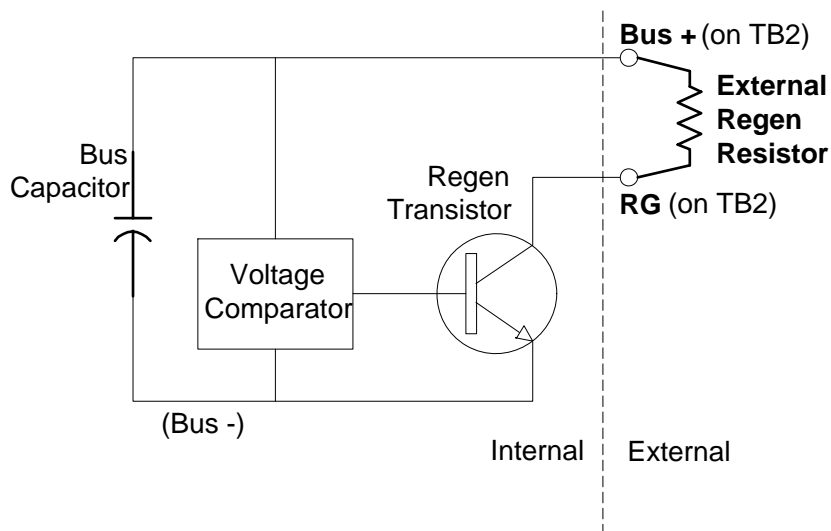 Bus + (on TB2)
External
Regen
Resistor
Bus
Capacitor
Regen
Transistor
RG (on TB2)
Voltage
Comparator
(Bus -)
Internal
External